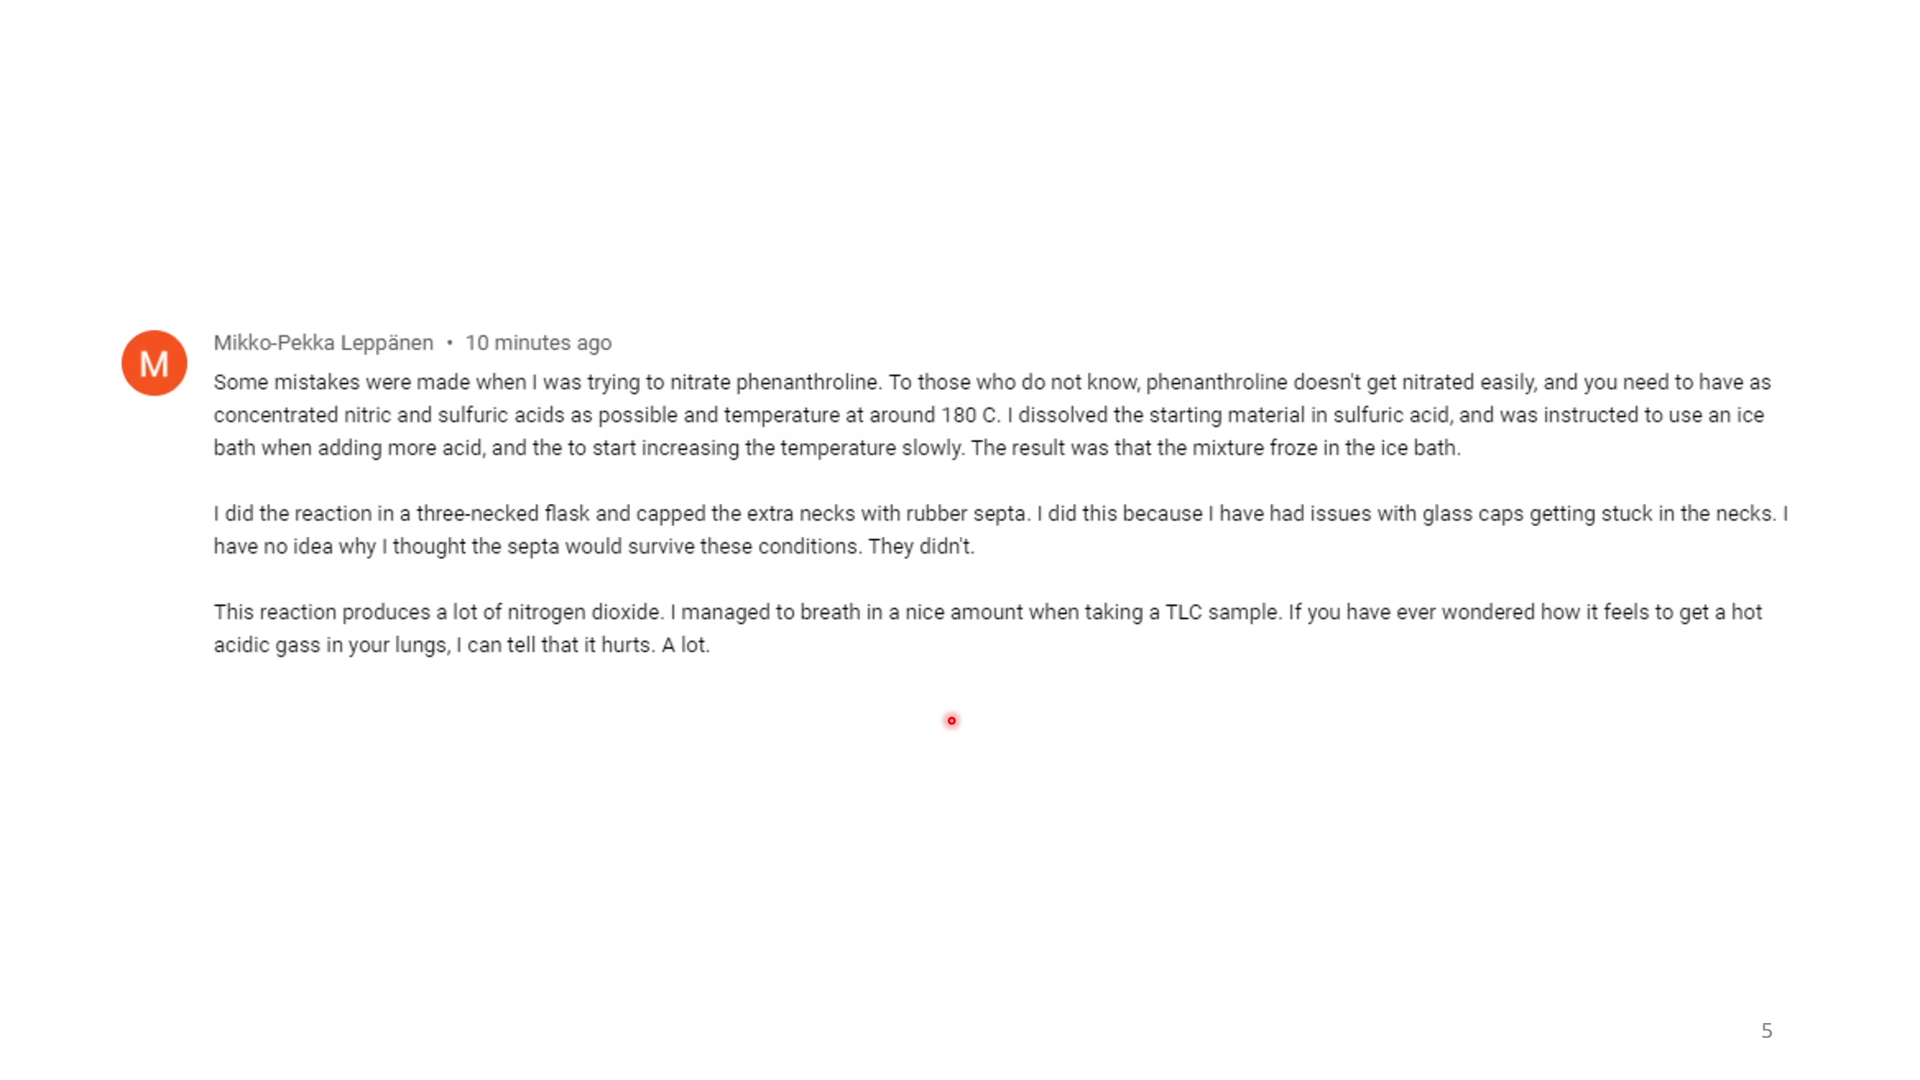 M
Mikko-Pekka Leppänen • 10 minutes ago
Some mistakes were made when I was trying to nitrate phenanthroline. To those who do not know, phenanthroline doesn't get nitrated easily, and you need to have as
concentrated nitric and sulfuric acids as possible and temperature at around 180 C. I dissolved the starting material in sulfuric acid, and was instructed to use an ice
bath when adding more acid, and the to start increasing the temperature slowly. The result was that the mixture froze in the ice bath.
I did the reaction in a three-necked flask and capped the extra necks with rubber septa. I did this because I have had issues with glass caps getting stuck in the necks. I
have no idea why I thought the septa would survive these conditions. They didn't.
This reaction produces a lot of nitrogen dioxide. I managed to breath in a nice amount when taking a TLC sample. If you have ever wondered how it feels to get a hot
acidic gass in your lungs, I can tell that it hurts. A lot.
5